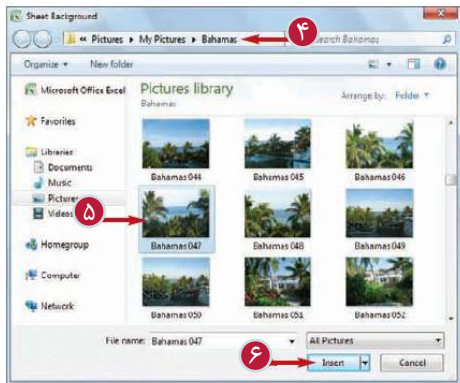 Sheet Background
« Pictures ▸ My Pictures ▸ Bahamas
۴
Search Bahamas
Organize ▾ New folder
Microsoft Office Excel
Favorites
Libraries
Documents
Music
Pictures
Videos
۵
Homegroup
Computer
Network
Pictures library
Bahamas
Arrange by: Folder ▾
Bahamas 044 Bahamas 045 Bahamas 046
Bahamas 047 Bahamas 048 Bahamas 049
Bahamas 050 Bahamas 051 Bahamas 052
File name: Bahamas 047
All Pictures
۶
Insert Cancel